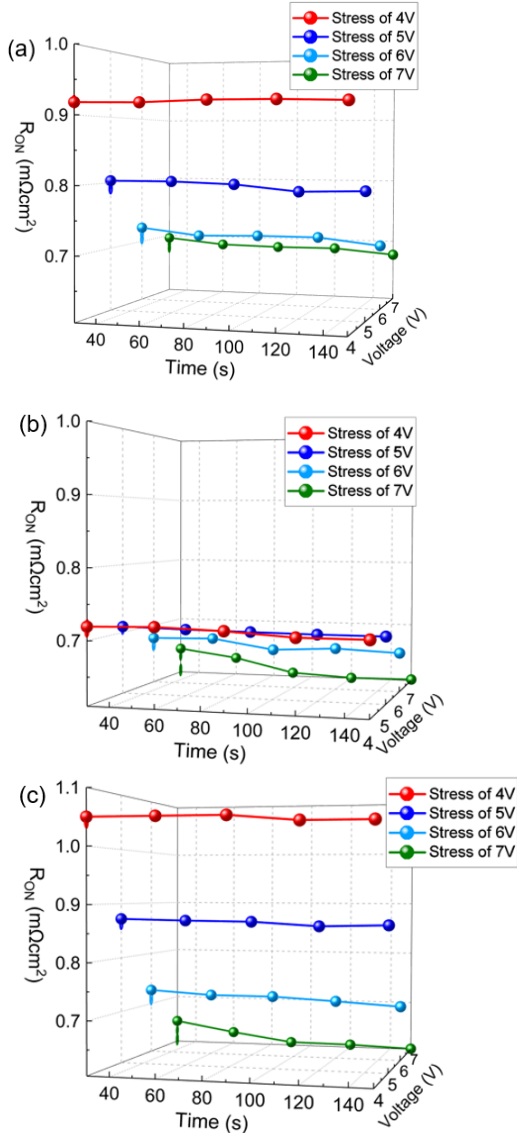 (a)
Stress of 4V
Stress of 5V
Stress of 6V
Stress of 7V
1.0
0.9
0.8
0.7
R_ON (mΩcm²)
40 60 80 100 120 140
Time (s)
4 5 6 7
Voltage (V)
(b)
Stress of 4V
Stress of 5V
Stress of 6V
Stress of 7V
1.0
0.9
0.8
0.7
R_ON (mΩcm²)
40 60 80 100 120 140
Time (s)
4 5 6 7
Voltage (V)
(c)
Stress of 4V
Stress of 5V
Stress of 6V
Stress of 7V
1.1
1.0
0.9
0.8
0.7
R_ON (mΩcm²)
40 60 80 100 120 140
Time (s)
4 5 6 7
Voltage (V)